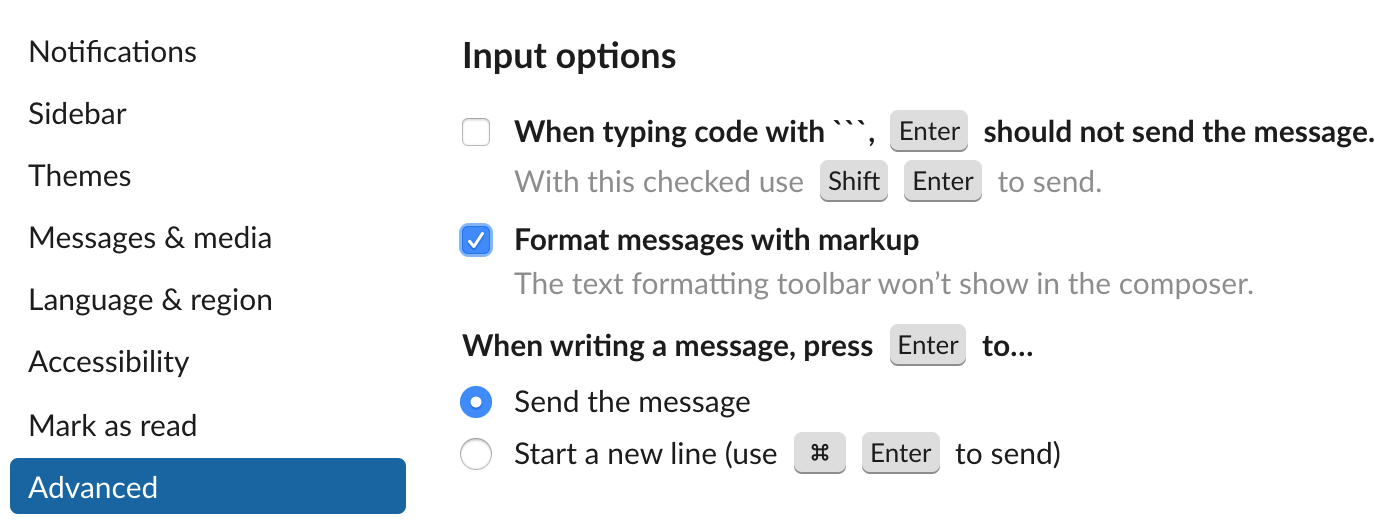 Notifications
Sidebar
Themes
Messages & media
Language & region
Accessibility
Mark as read
Advanced
Input options
When typing code with ```, Enter should not send the message.
With this checked use Shift Enter to send.
Format messages with markup
The text formatting toolbar won’t show in the composer.
When writing a message, press Enter to...
Send the message
Start a new line (use ⌘ Enter to send)